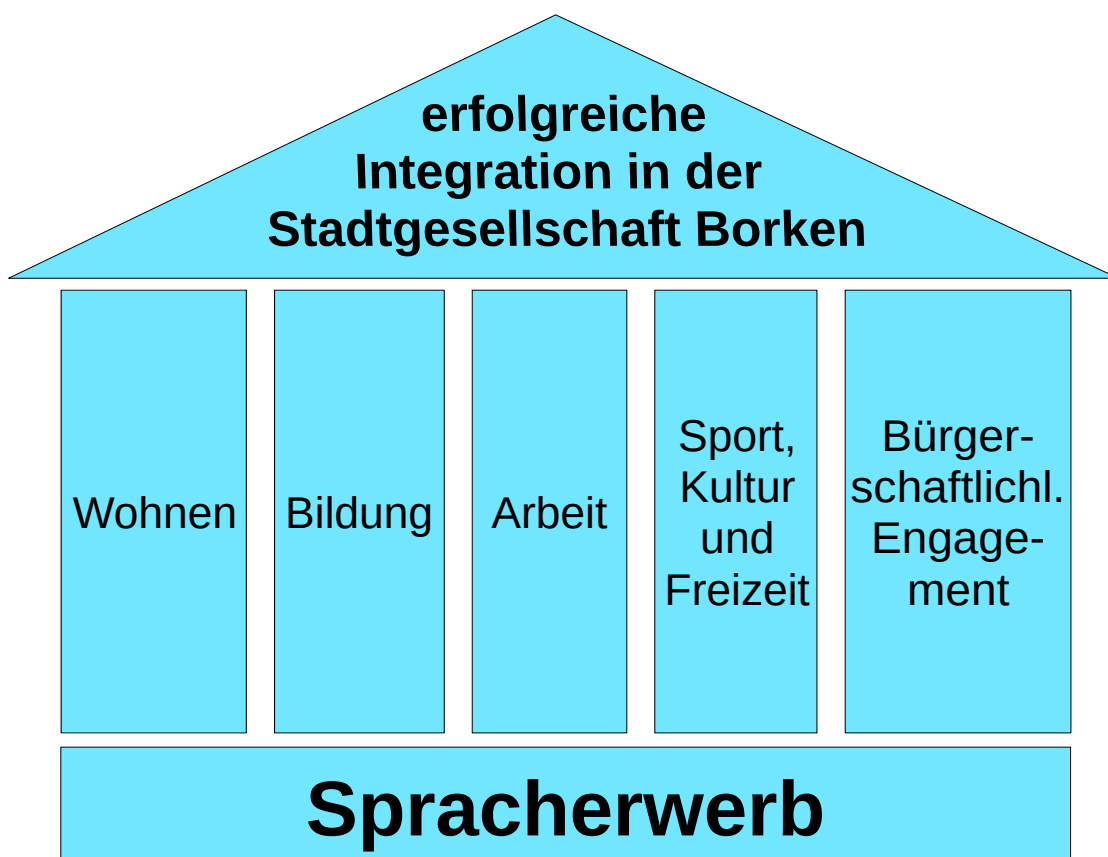 erfolgreiche
Integration in der
Stadtgesellschaft Borken
Wohnen
Bildung
Arbeit
Sport,
Kultur
und
Freizeit
Bürger-
schaftlichl.
Engage-
ment
Spracherwerb